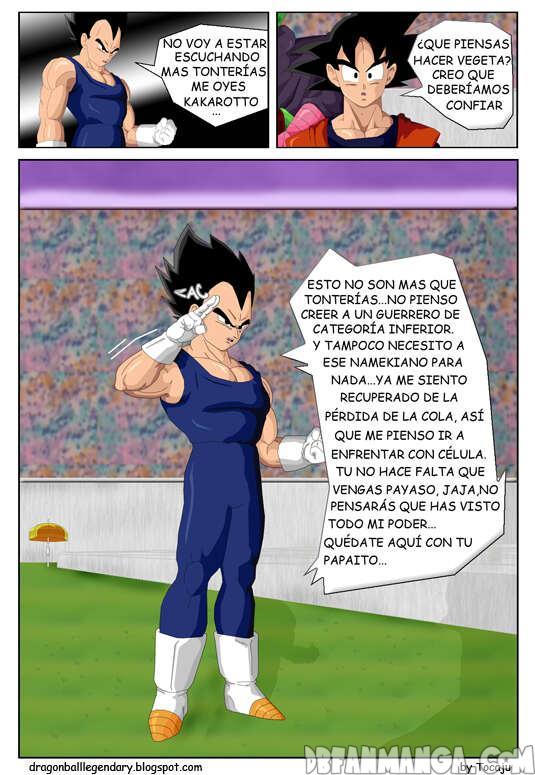 NO VOY A ESTAR
ESCUCHANDO
MAS TONTERÍAS
ME OYES
KAKAROTTO
...
¿QUE PIENSAS
HACER VEGETA?
CREO QUE
DEBERÍAMOS
CONFIAR
ZAC
ESTO NO SON MAS QUE
TONTERÍAS...NO PIENSO
CREER A UN GUERRERO DE
CATEGORÍA INFERIOR.
Y TAMPOCO NECESITO A
ESE NAMEKIANO PARA
NADA...YA ME SIENTO
RECUPERADO DE LA
PÉRDIDA DE LA COLA, ASÍ
QUE ME PIENSO IR A
ENFRENTAR CON CÉLULA.
TU NO HACE FALTA QUE
VENGAS PAYASO, JAJA,NO
PENSARÁS QUE HAS VISTO
TODO MI PODER...
QUÉDATE AQUÍ CON TU
PAPAITO...
dragonballlegendary.blogspot.com
by Tocaju
DBFANMANGA.COM